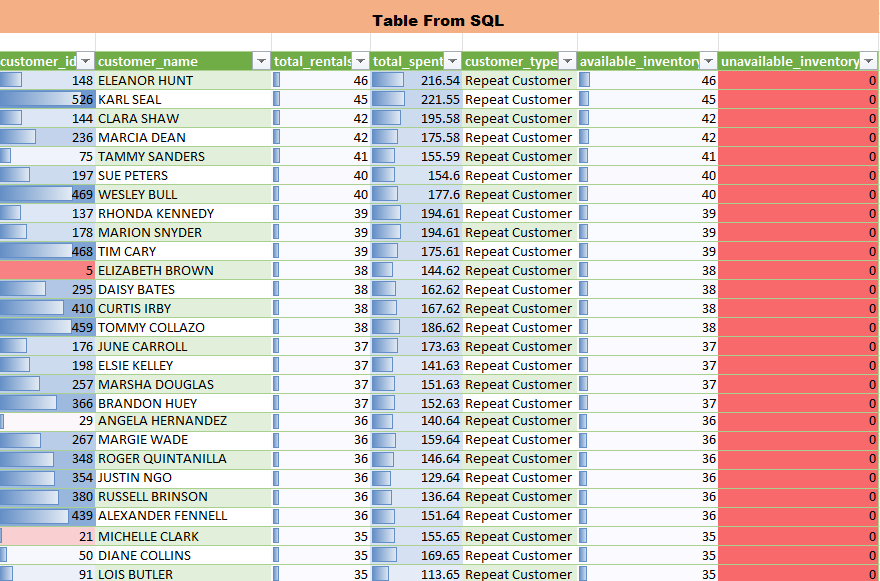 Table From SQL
customer_id customer_name total_rentals total_spent customer_type available_inventory unavailable_inventory
148 ELEANOR HUNT 46 216.54 Repeat Customer 46 0
526 KARL SEAL 45 221.55 Repeat Customer 45 0
144 CLARA SHAW 42 195.58 Repeat Customer 42 0
236 MARCIA DEAN 42 175.58 Repeat Customer 42 0
75 TAMMY SANDERS 41 155.59 Repeat Customer 41 0
197 SUE PETERS 40 154.6 Repeat Customer 40 0
469 WESLEY BULL 40 177.6 Repeat Customer 40 0
137 RHONDA KENNEDY 39 194.61 Repeat Customer 39 0
178 MARION SNYDER 39 194.61 Repeat Customer 39 0
468 TIM CARY 39 175.61 Repeat Customer 39 0
5 ELIZABETH BROWN 38 144.62 Repeat Customer 38 0
295 DAISY BATES 38 162.62 Repeat Customer 38 0
410 CURTIS IRBY 38 167.62 Repeat Customer 38 0
459 TOMMY COLLAZO 38 186.62 Repeat Customer 38 0
176 JUNE CARROLL 37 173.63 Repeat Customer 37 0
198 ELSIE KELLEY 37 141.63 Repeat Customer 37 0
257 MARSHA DOUGLAS 37 151.63 Repeat Customer 37 0
366 BRANDON HUEY 37 152.63 Repeat Customer 37 0
29 ANGELA HERNANDEZ 36 140.64 Repeat Customer 36 0
267 MARGIE WADE 36 159.64 Repeat Customer 36 0
348 ROGER QUINTANILLA 36 146.64 Repeat Customer 36 0
354 JUSTIN NGO 36 129.64 Repeat Customer 36 0
380 RUSSELL BRINSON 36 136.64 Repeat Customer 36 0
439 ALEXANDER FENNELL 36 151.64 Repeat Customer 36 0
21 MICHELLE CLARK 35 155.65 Repeat Customer 35 0
50 DIANE COLLINS 35 169.65 Repeat Customer 35 0
91 LOIS BUTLER 35 113.65 Repeat Customer 35 0